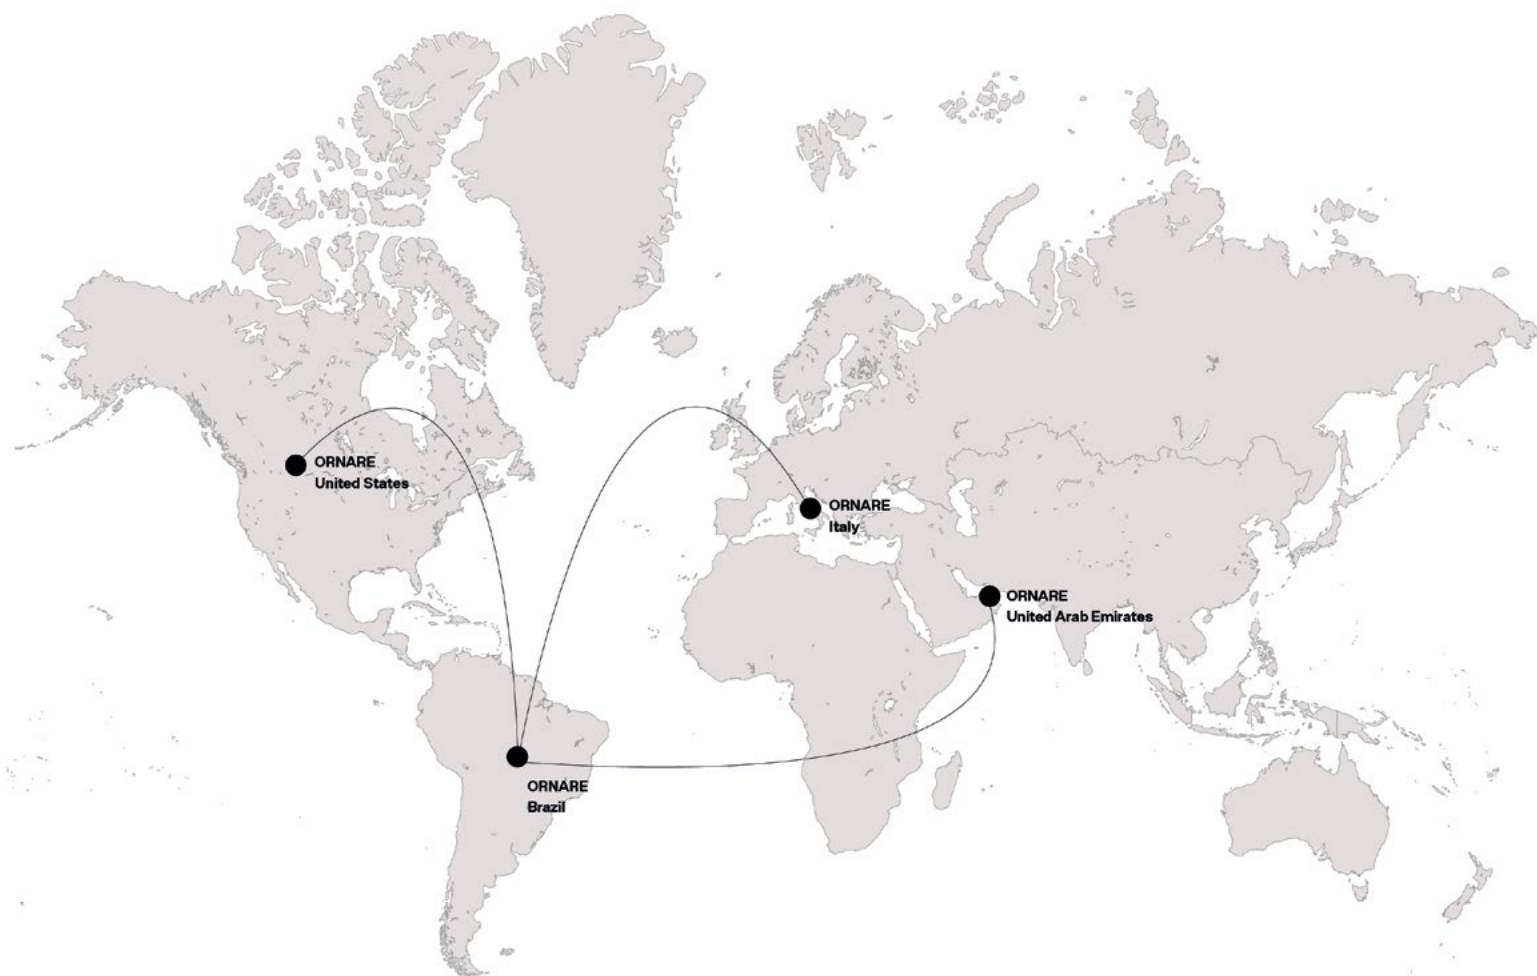 ORNARE
United States
ORNARE
Italy
ORNARE
United Arab Emirates
ORNARE
Brazil